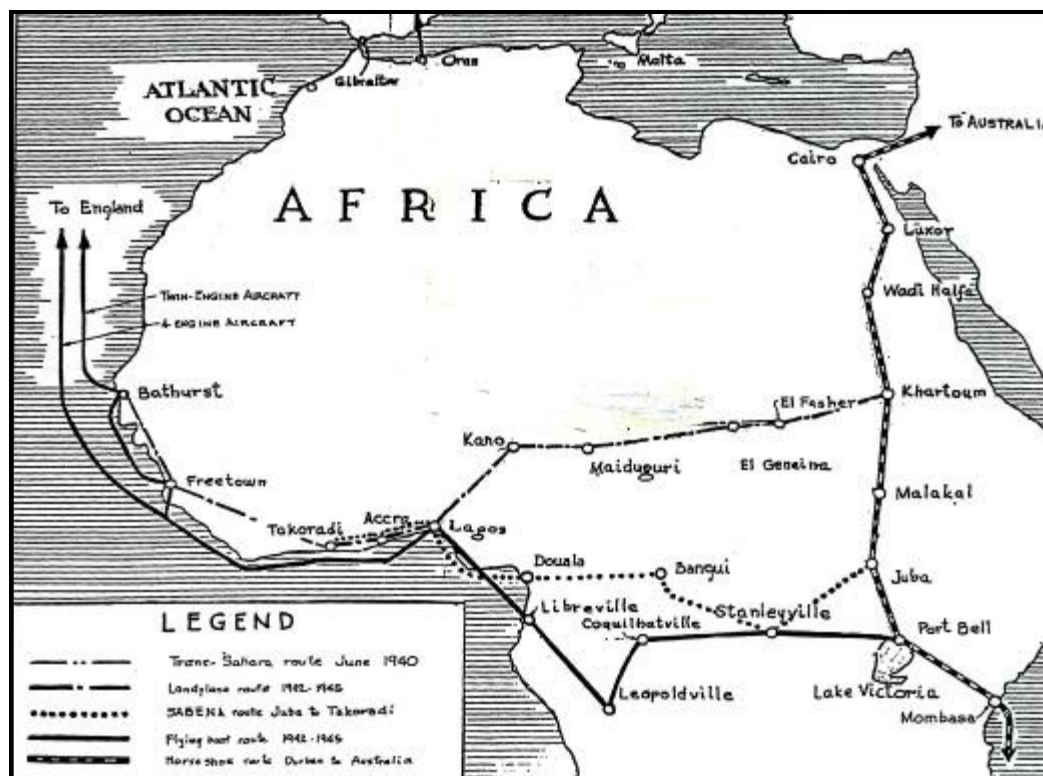 ATLANTIC
OCEAN
Gibraltar
Oran
Malta
TO AUSTRALIA
Cairo
AFRICA
To England
Luxor
TWIN-ENGINE AIRCRAFT
4 ENGINE AIRCRAFT
Wadi Halfa
Bathurst
El Fasher
Khartoum
Kano
Maiduguri
El Geneina
Freetown
Malakal
Takoradi
Accra
Lagos
Douala
Bangui
Juba
Libreville
Coquilhatville
Stanleyville
Port Bell
Leopoldville
Lake Victoria
Mombasa
LEGEND
Trans-Sahara route June 1940
Landplane route 1942-1945
SABENA route Juba to Takoradi
Flying boat route 1942-1945
Horse Shoe route Durban to Australia